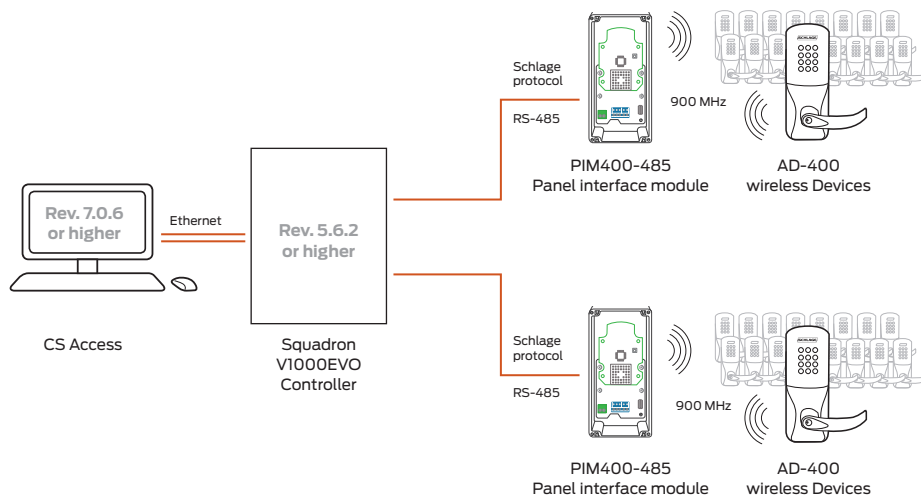 Schlage
protocol
RS-485
900 MHz
PIM400-485
Panel interface module
AD-400
wireless Devices
Rev. 7.0.6
or higher
Ethernet
Rev. 5.6.2
or higher
CS Access
Squadron
V1000EVO
Controller
Schlage
protocol
RS-485
900 MHz
PIM400-485
Panel interface module
AD-400
wireless Devices